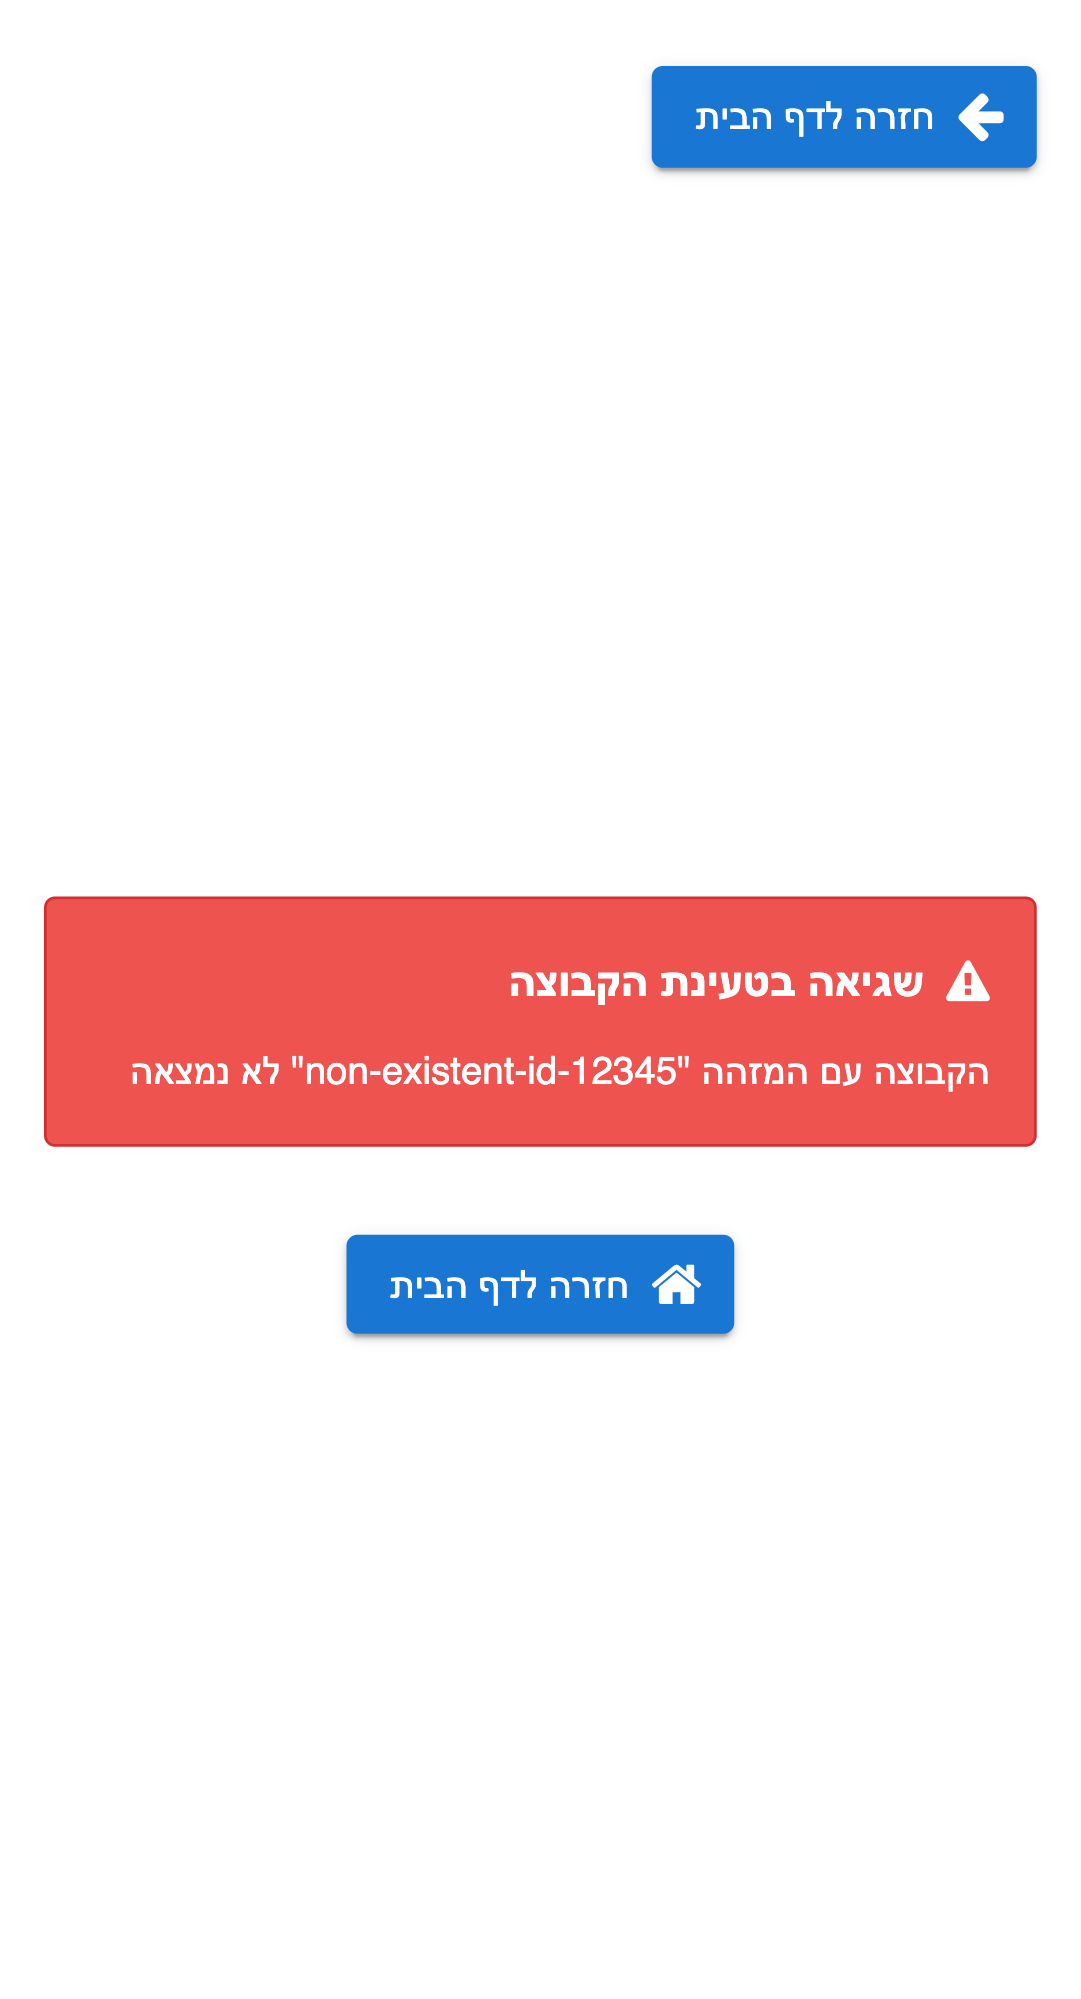 חזרה לדף הבית
שגיאה בטעינת הקבוצה
הקבוצה עם המזהה "non-existent-id-12345" לא נמצאה
חזרה לדף הבית